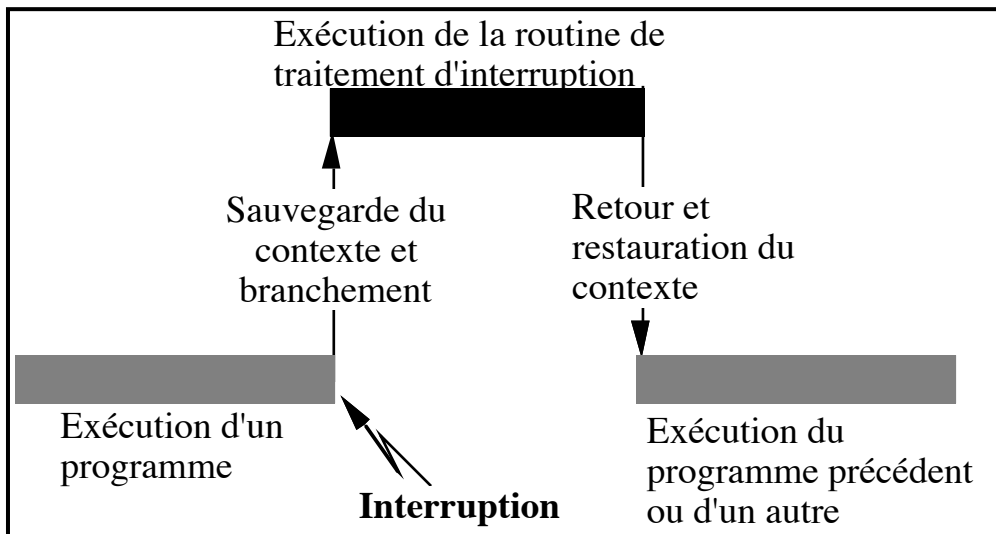 Exécution de la routine de
traitement d'interruption
Sauvegarde du
contexte et
branchement
Retour et
restauration du
contexte
Exécution d'un
programme
Interruption
Exécution du
programme précédent
ou d'un autre